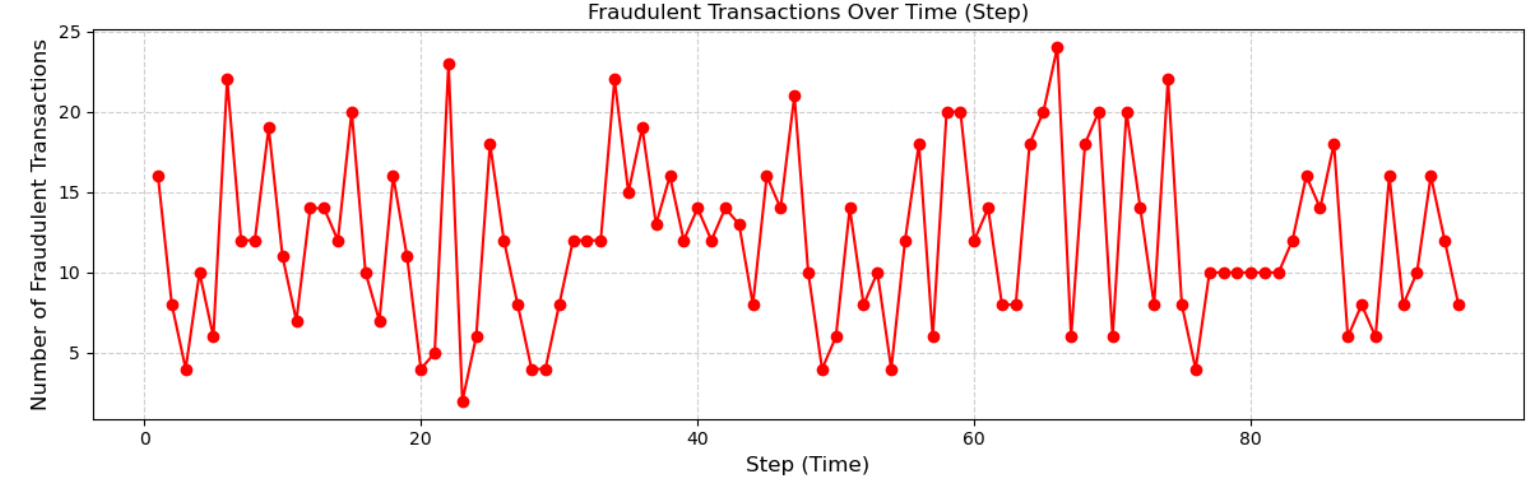 Fraudulent Transactions Over Time (Step)
Number of Fraudulent Transactions
25
20
15
10
5
0 20 40 60 80
Step (Time)